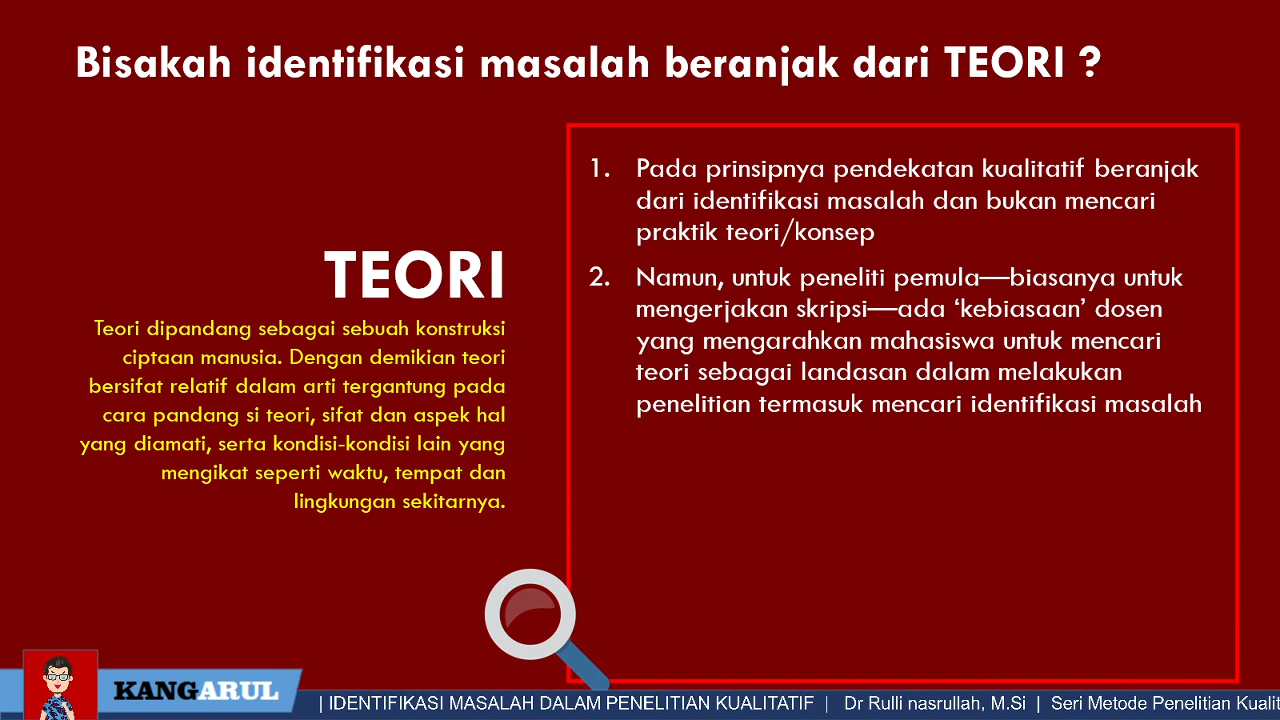 Bisakah identifikasi masalah beranjak dari TEORI ?
TEORI
Teori dipandang sebagai sebuah konstruksi
ciptaan manusia. Dengan demikian teori
bersifat relatif dalam arti tergantung pada
cara pandang si teori, sifat dan aspek hal
yang diamati, serta kondisi-kondisi lain yang
mengikat seperti waktu, tempat dan
lingkungan sekitarnya.
1. Pada prinsipnya pendekatan kualitatif beranjak
dari identifikasi masalah dan bukan mencari
praktik teori/konsep
2. Namun, untuk peneliti pemula—biasanya untuk
mengerjakan skripsi—ada ‘kebiasaan’ dosen
yang mengarahkan mahasiswa untuk mencari
teori sebagai landasan dalam melakukan
penelitian termasuk mencari identifikasi masalah
KANGARUL
| IDENTIFIKASI MASALAH DALAM PENELITIAN KUALITATIF | Dr Rulli nasrullah, M.Si | Seri Metode Penelitian Kualit